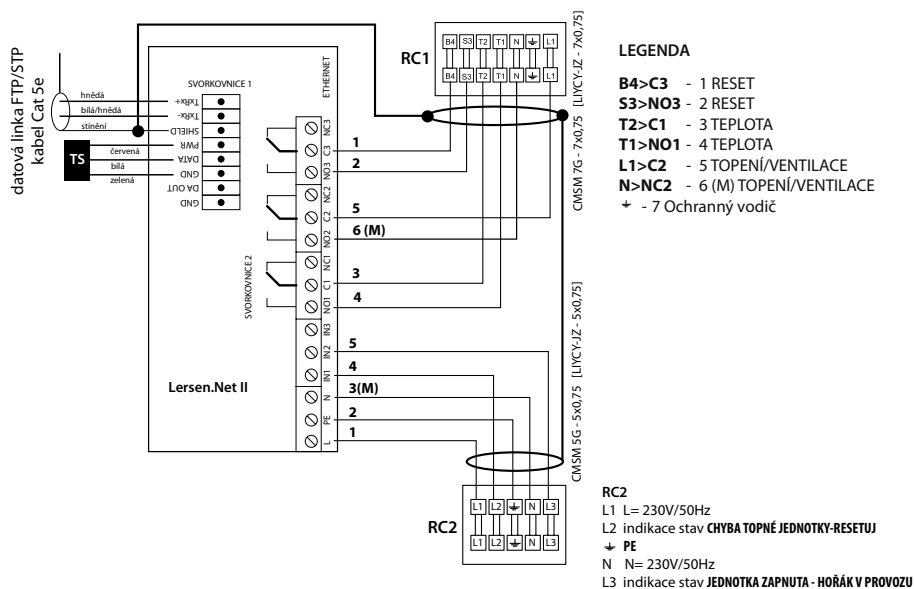 datová linka FTP/STP
kabel Cat 5e
hnědá
bílá/hnědá
stínění
TS
červená
bílá
zelená
SVORKOVNICE 1
TxRx+
TxRx-
SHIELD
PWR
DATA
GND
DA OUT
GND
SVORKOVNICE 2
Lersen.Net II
ETHERNET
NC3
C3
NO3
NC2
C2
NO2
NC1
C1
NO1
IN3
IN2
IN1
N
PE
L
1
2
5
6 (M)
3
4
5
4
3(M)
2
1
RC1
B4 S3 T2 T1 N L1
B4 S3 T2 T1 N L1
CMSM 7G - 7x0,75 [LIYCY-JZ - 7x0,75]
CMSM 5G - 5x0,75 [LIYCY-JZ - 5x0,75]
RC2
L1 L2 N L3
L1 L2 N L3
LEGENDA
B4>C3 - 1 RESET
S3>NO3 - 2 RESET
T2>C1 - 3 TEPLOTA
T1>NO1 - 4 TEPLOTA
L1>C2 - 5 TOPENÍ/VENTILACE
N>NC2 - 6 (M) TOPENÍ/VENTILACE
⏚ - 7 Ochranný vodič
RC2
L1 L= 230V/50Hz
L2 indikace stav CHYBA TOPNÉ JEDNOTKY-RESETUJ
⏚ PE
N N= 230V/50Hz
L3 indikace stav JEDNOTKA ZAPNUTA - HOŘÁK V PROVOZU